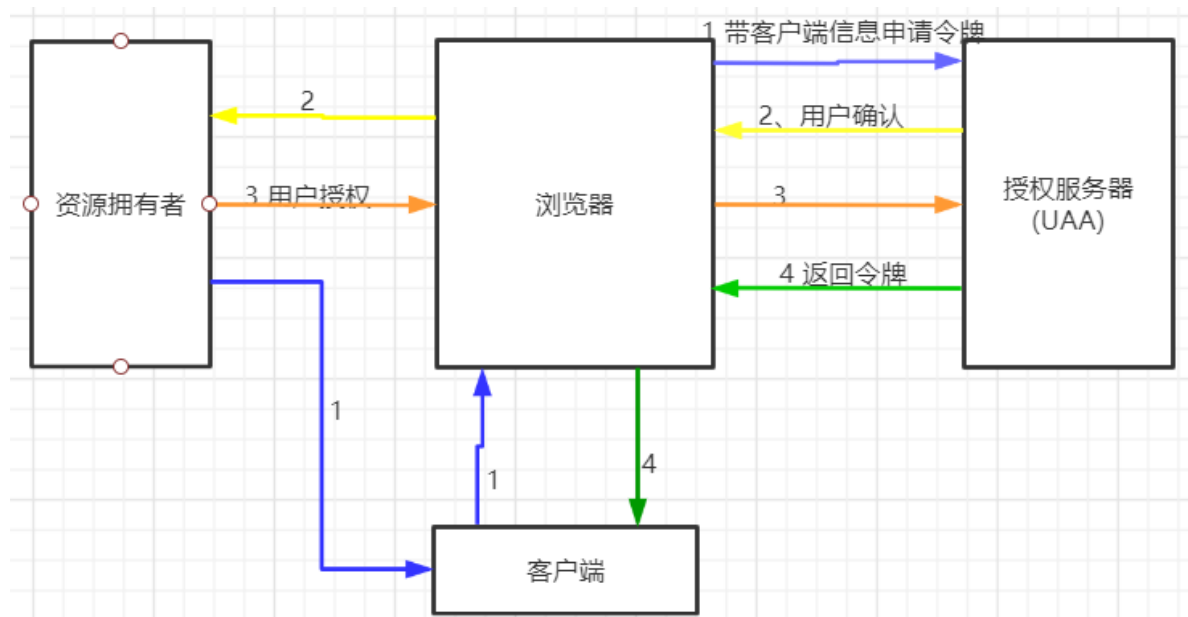 1 带客户端信息申请令牌
2
2、用户确认
资源拥有者
3 用户授权
浏览器
3
授权服务器
(UAA)
4 返回令牌
1
1
4
客户端